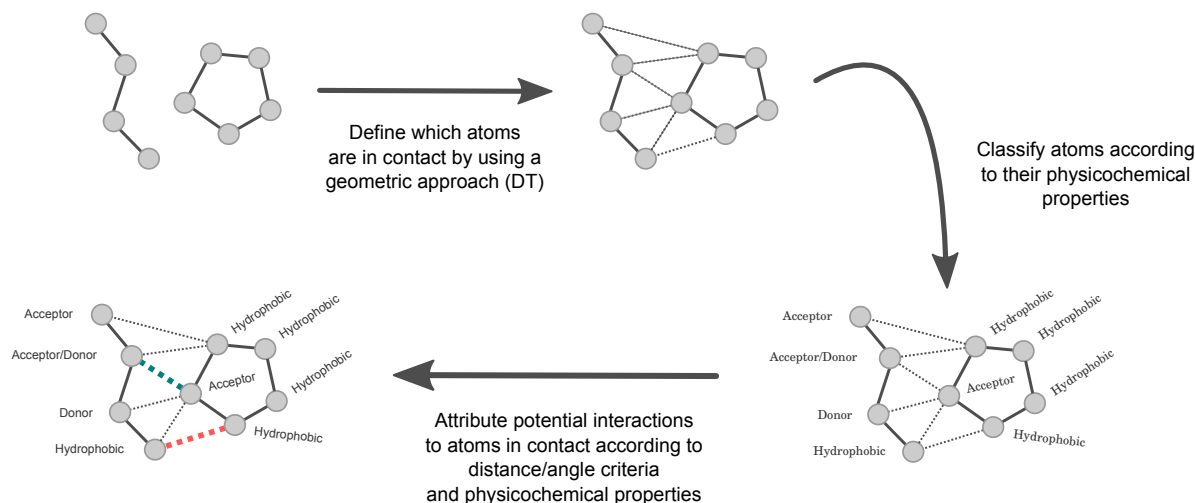 Define which atoms
are in contact by using a
geometric approach (DT)
Classify atoms according
to their physicochemical
properties
Acceptor
Acceptor/Donor
Donor
Hydrophobic
Hydrophobic
Hydrophobic
Acceptor
Hydrophobic
Hydrophobic
Attribute potential interactions
to atoms in contact according to
distance/angle criteria
and physicochemical properties
Acceptor
Acceptor/Donor
Donor
Hydrophobic
Hydrophobic
Hydrophobic
Acceptor
Hydrophobic
Hydrophobic